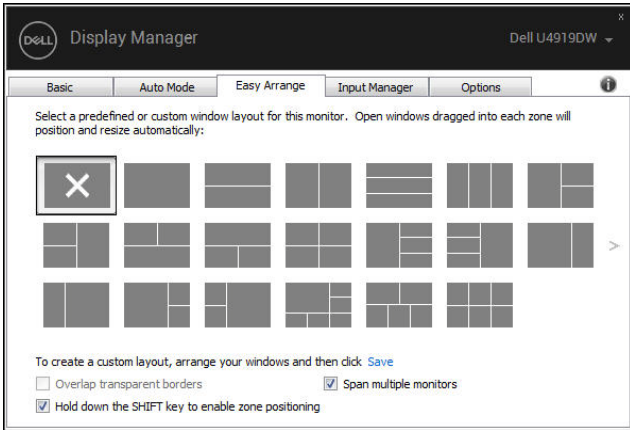 x
DELL Display Manager Dell U4919DW
Basic Auto Mode Easy Arrange Input Manager Options i
Select a predefined or custom window layout for this monitor. Open windows dragged into each zone will
position and resize automatically:
>
To create a custom layout, arrange your windows and then click Save
Overlap transparent borders Span multiple monitors
Hold down the SHIFT key to enable zone positioning